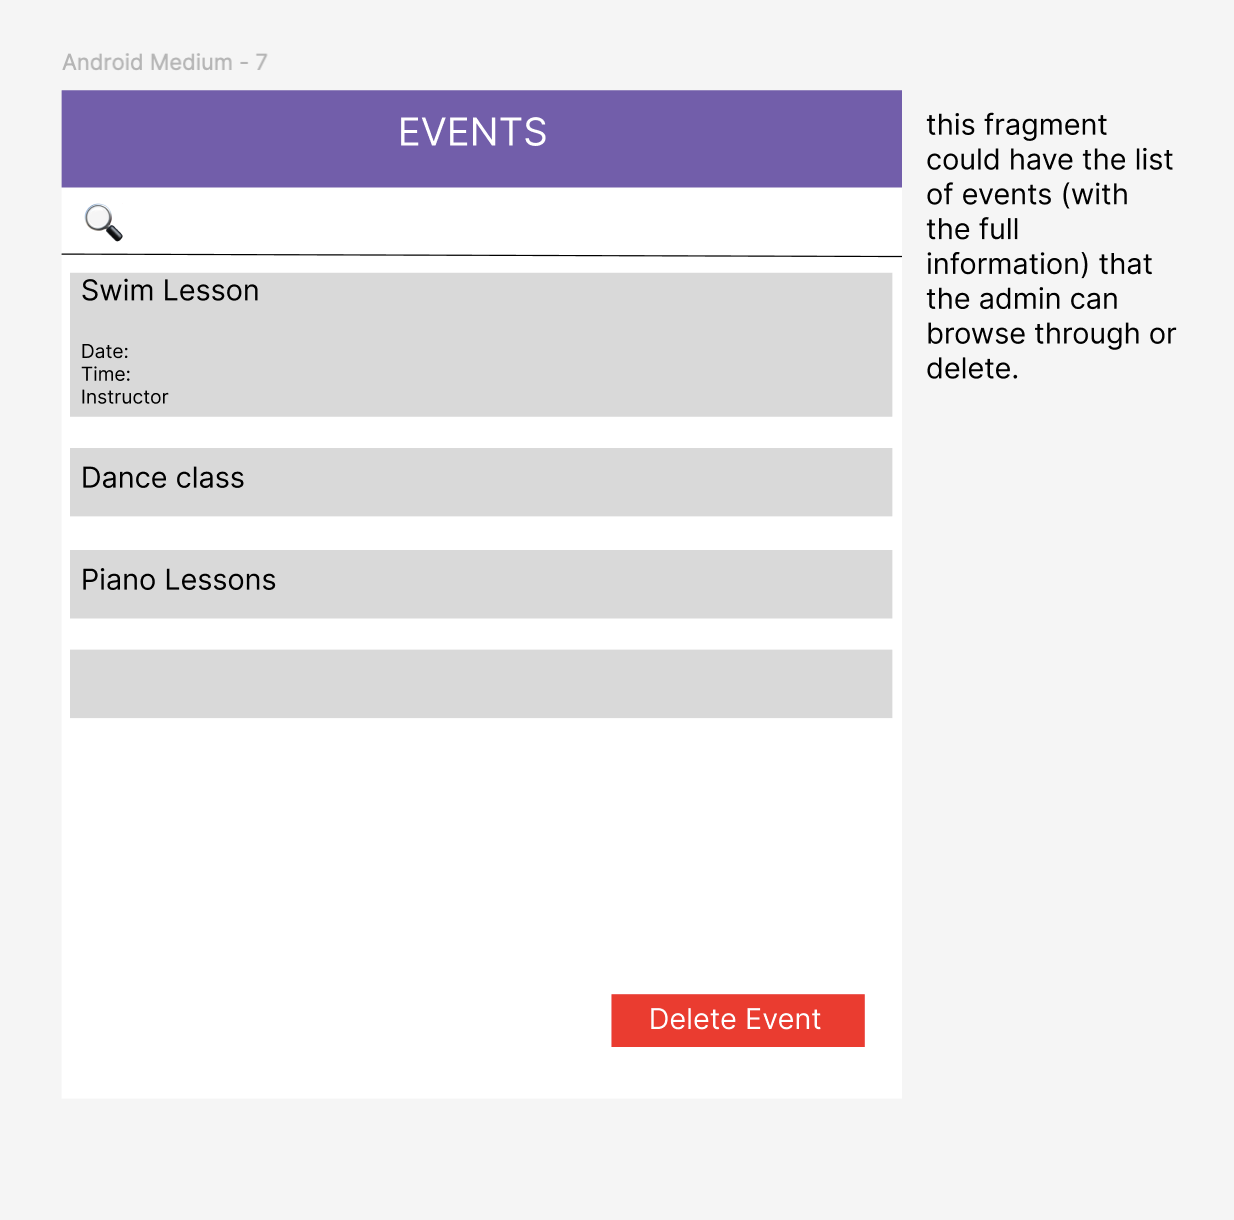 Android Medium - 7
EVENTS
Swim Lesson
Date:
Time:
Instructor
Dance class
Piano Lessons
Delete Event
this fragment
could have the list
of events (with
the full
information) that
the admin can
browse through or
delete.